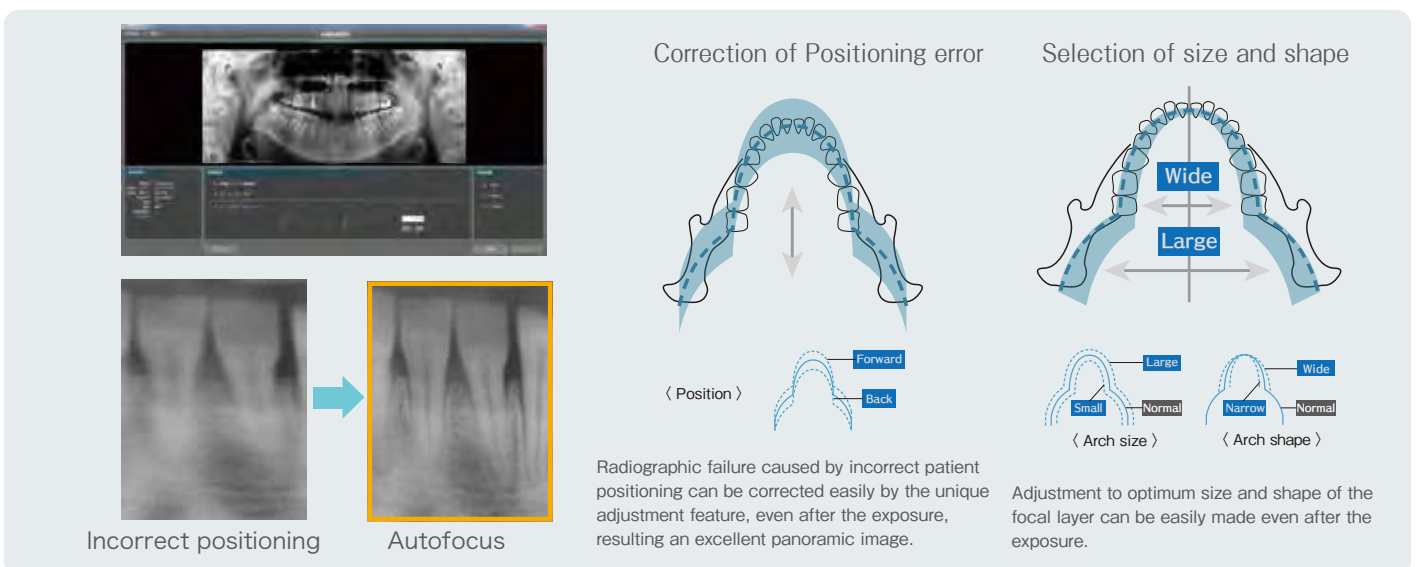 Incorrect positioning
Autofocus
Correction of Positioning error
〈 Position 〉
Forward
Back
Radiographic failure caused by incorrect patient
positioning can be corrected easily by the unique
adjustment feature, even after the exposure,
resulting an excellent panoramic image.
Selection of size and shape
Wide
Large
Large
Small
Normal
〈 Arch size 〉
Wide
Narrow
Normal
〈 Arch shape 〉
Adjustment to optimum size and shape of the
focal layer can be easily made even after the
exposure.